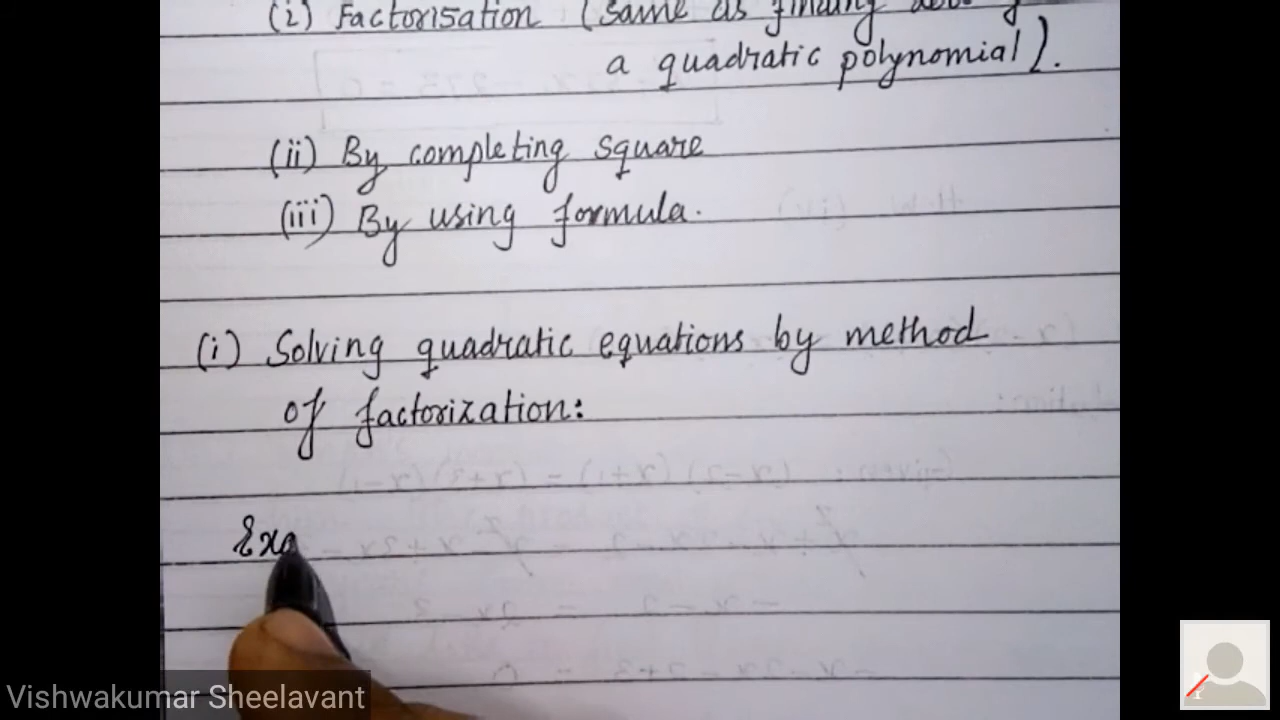 (i) Factorisation (Same as finding
a quadratic polynomial).
(ii) By completing square
(iii) By using formula.
(i) Solving quadratic equations by method
of factorization:
Exa
Vishwakumar Sheelavant